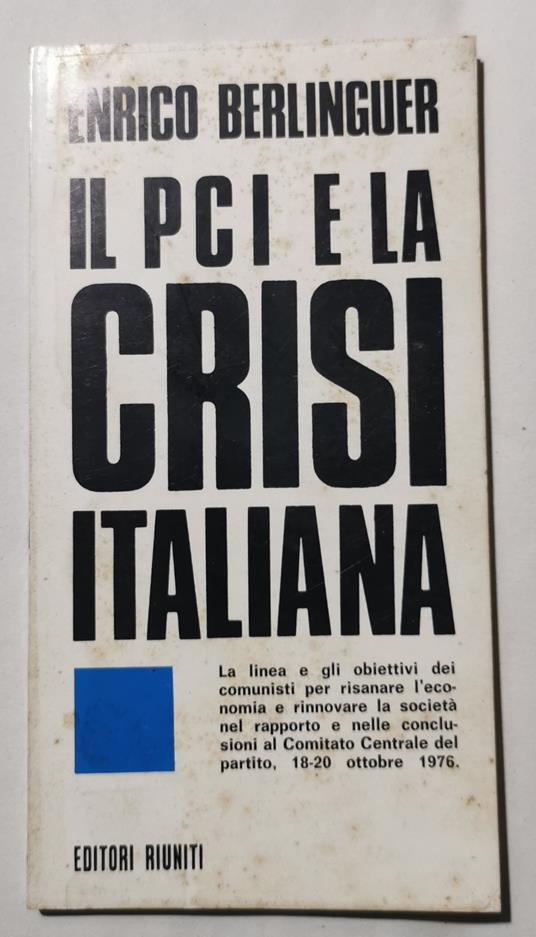 ENRICO BERLINGUER
IL PCI E LA
CRISI
ITALIANA
La linea e gli obiettivi dei
comunisti per risanare l'eco-
nomia e rinnovare la società
nel rapporto e nelle conclu-
sioni al Comitato Centrale del
partito, 18-20 ottobre 1976.
EDITORI RIUNITI